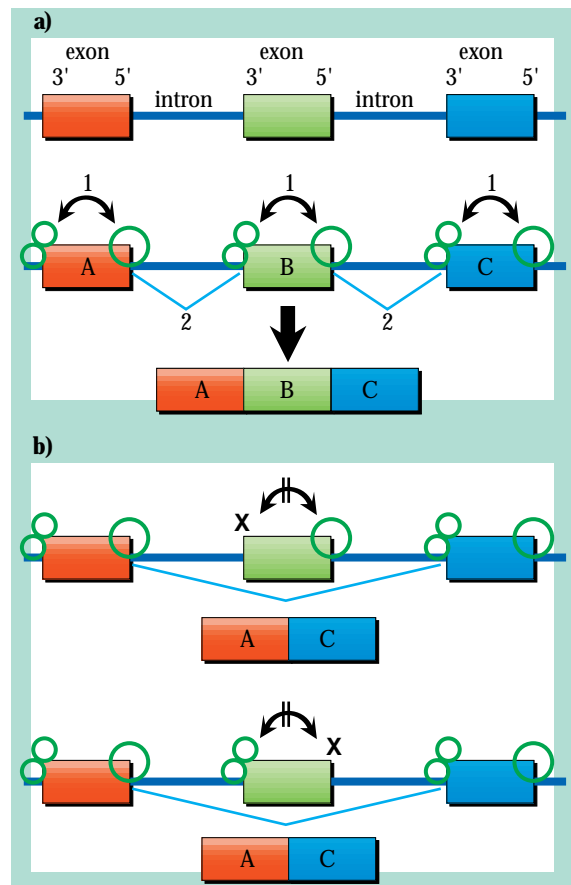 a)
exon exon exon
3' 5' 3' 5' 3' 5'
intron intron
1 1 1
A B C
2 2
A B C
b)
X
A C
X
A C